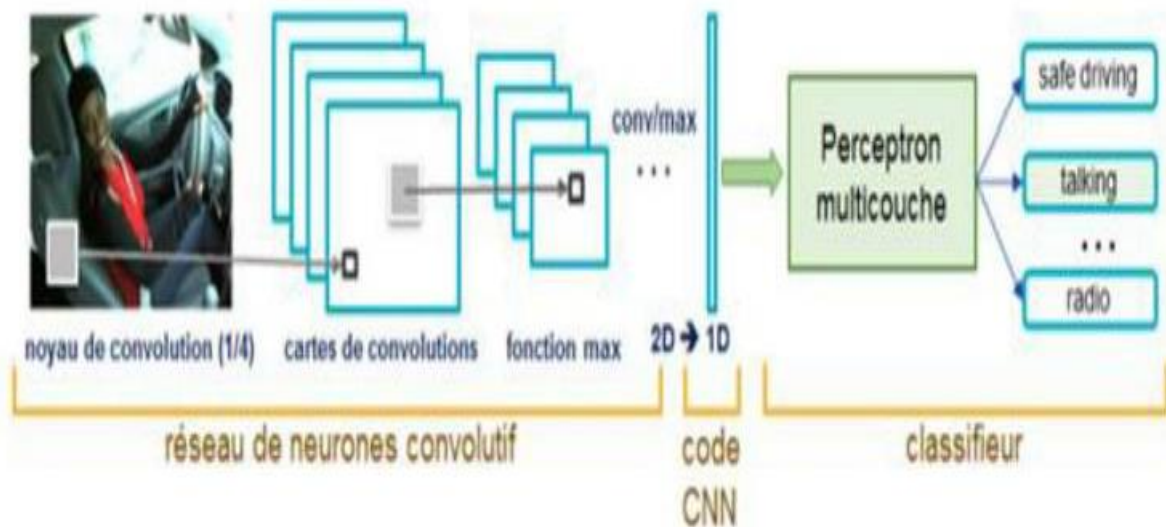 noyau de convolution (1/4)
cartes de convolutions
fonction max
conv/max
...
2D → 1D
Perceptron
multicouche
safe driving
talking
...
radio
réseau de neurones convolutif
code
CNN
classifieur